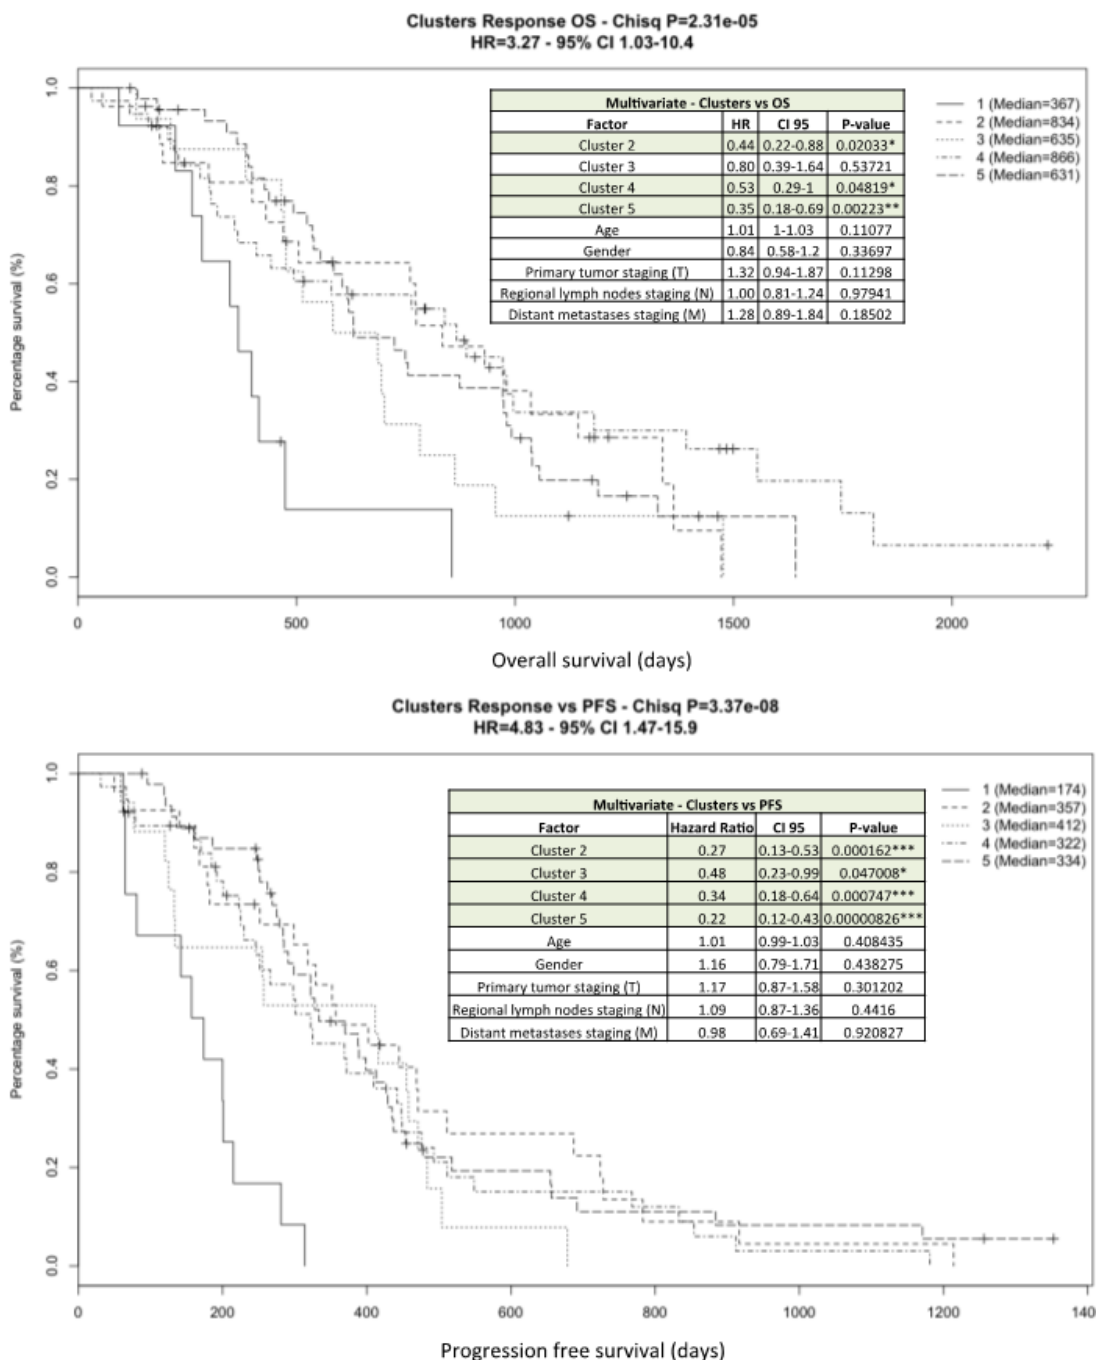 Clusters Response OS - Chisq P=2.31e-05
HR=3.27 - 95% CI 1.03-10.4
Percentage survival (%)
1.0
0.8
0.6
0.4
0.2
0.0
Multivariate - Clusters vs OS
Factor HR CI 95 P-value
Cluster 2 0.44 0.22-0.88 0.02033*
Cluster 3 0.80 0.39-1.64 0.53721
Cluster 4 0.53 0.29-1 0.04819*
Cluster 5 0.35 0.18-0.69 0.00223**
Age 1.01 1-1.03 0.11077
Gender 0.84 0.58-1.2 0.33697
Primary tumor staging (T) 1.32 0.94-1.87 0.11298
Regional lymph nodes staging (N) 1.00 0.81-1.24 0.97941
Distant metastases staging (M) 1.28 0.89-1.84 0.18502
1 (Median=367)
2 (Median=834)
3 (Median=635)
4 (Median=866)
5 (Median=631)
0 500 1000 1500 2000
Overall survival (days)
Clusters Response vs PFS - Chisq P=3.37e-08
HR=4.83 - 95% CI 1.47-15.9
Percentage survival (%)
1.0
0.8
0.6
0.4
0.2
0.0
Multivariate - Clusters vs PFS
Factor Hazard Ratio CI 95 P-value
Cluster 2 0.27 0.13-0.53 0.000162***
Cluster 3 0.48 0.23-0.99 0.047008*
Cluster 4 0.34 0.18-0.64 0.000747***
Cluster 5 0.22 0.12-0.43 0.00000826***
Age 1.01 0.99-1.03 0.408435
Gender 1.16 0.79-1.71 0.438275
Primary tumor staging (T) 1.17 0.87-1.58 0.301202
Regional lymph nodes staging (N) 1.09 0.87-1.36 0.4416
Distant metastases staging (M) 0.98 0.69-1.41 0.920827
1 (Median=174)
2 (Median=357)
3 (Median=412)
4 (Median=322)
5 (Median=334)
0 200 400 600 800 1000 1200 140
Progression free survival (days)